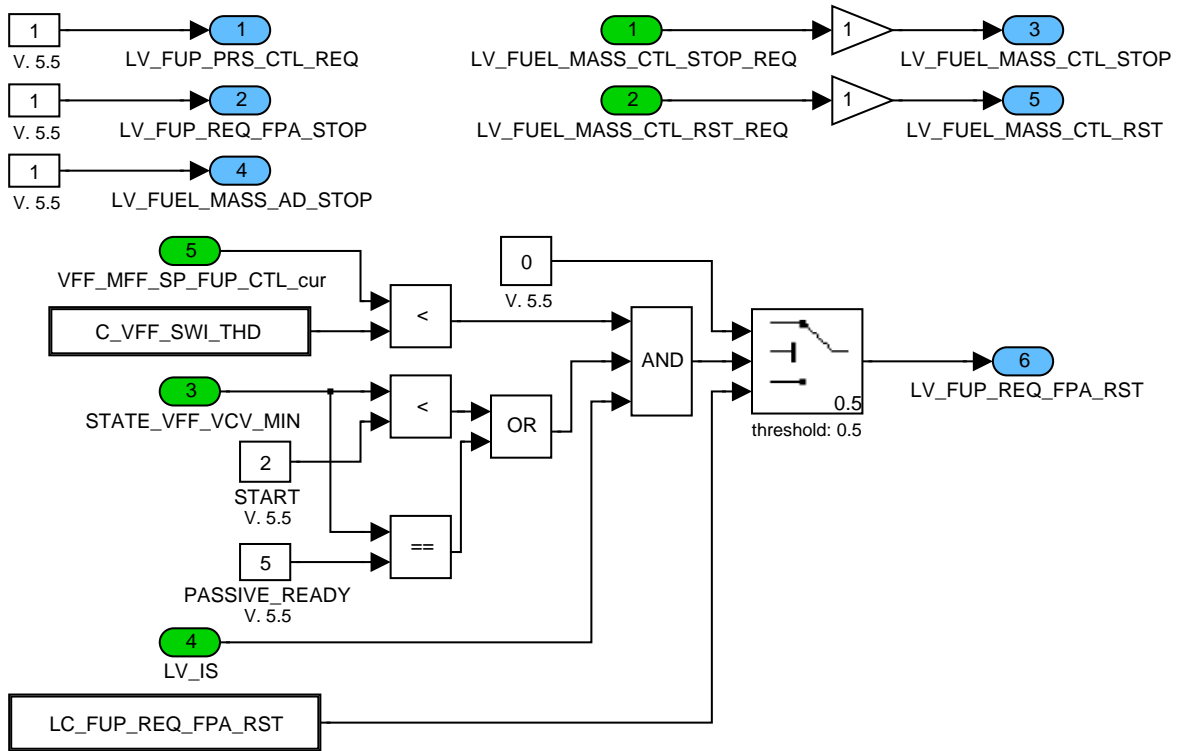 1
V. 5.5
1
LV_FUP_PRS_CTL_REQ
1
LV_FUEL_MASS_CTL_STOP_REQ
1
3
LV_FUEL_MASS_CTL_STOP
1
V. 5.5
2
LV_FUP_REQ_FPA_STOP
2
LV_FUEL_MASS_CTL_RST_REQ
1
5
LV_FUEL_MASS_CTL_RST
1
V. 5.5
4
LV_FUEL_MASS_AD_STOP
5
VFF_MFF_SP_FUP_CTL_cur
0
V. 5.5
C_VFF_SWI_THD
<
AND
0.5
threshold: 0.5
6
LV_FUP_REQ_FPA_RST
3
STATE_VFF_VCV_MIN
<
OR
2
START
V. 5.5
==
5
PASSIVE_READY
V. 5.5
4
LV_IS
LC_FUP_REQ_FPA_RST